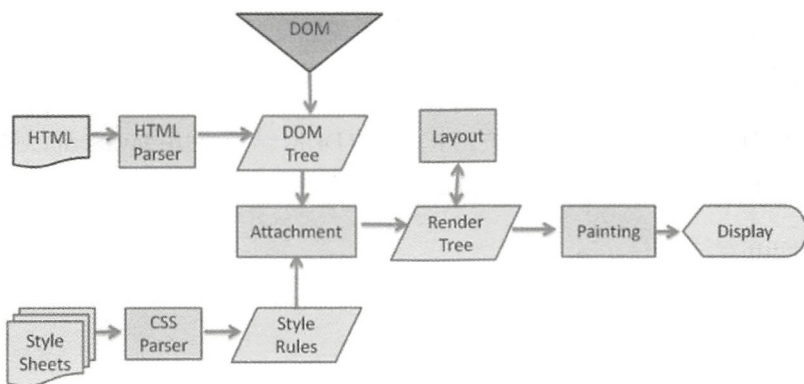 DOM
HTML
HTML
Parser
DOM
Tree
Layout
Attachment
Render
Tree
Painting
Display
Style
Sheets
CSS
Parser
Style
Rules